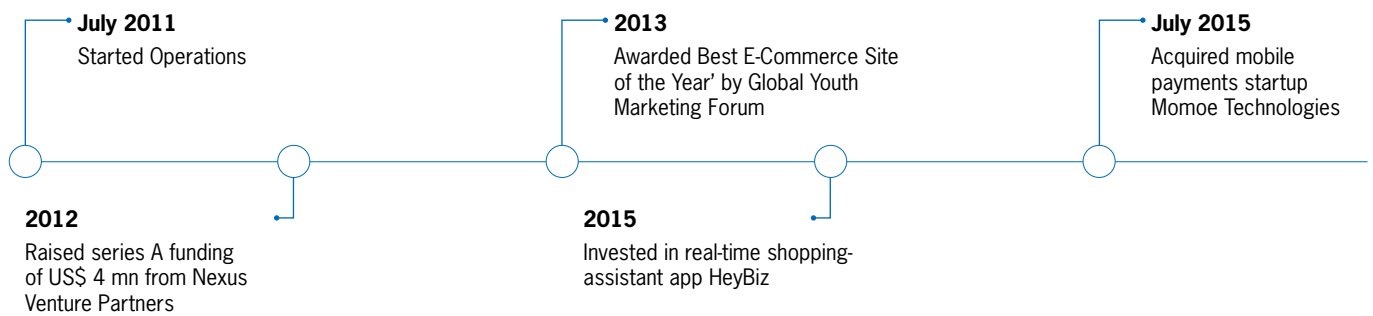 July 2011
Started Operations
2012
Raised series A funding
of US$ 4 mn from Nexus
Venture Partners
2013
Awarded Best E-Commerce Site
of the Year’ by Global Youth
Marketing Forum
2015
Invested in real-time shopping-
assistant app HeyBiz
July 2015
Acquired mobile
payments startup
Momoe Technologies